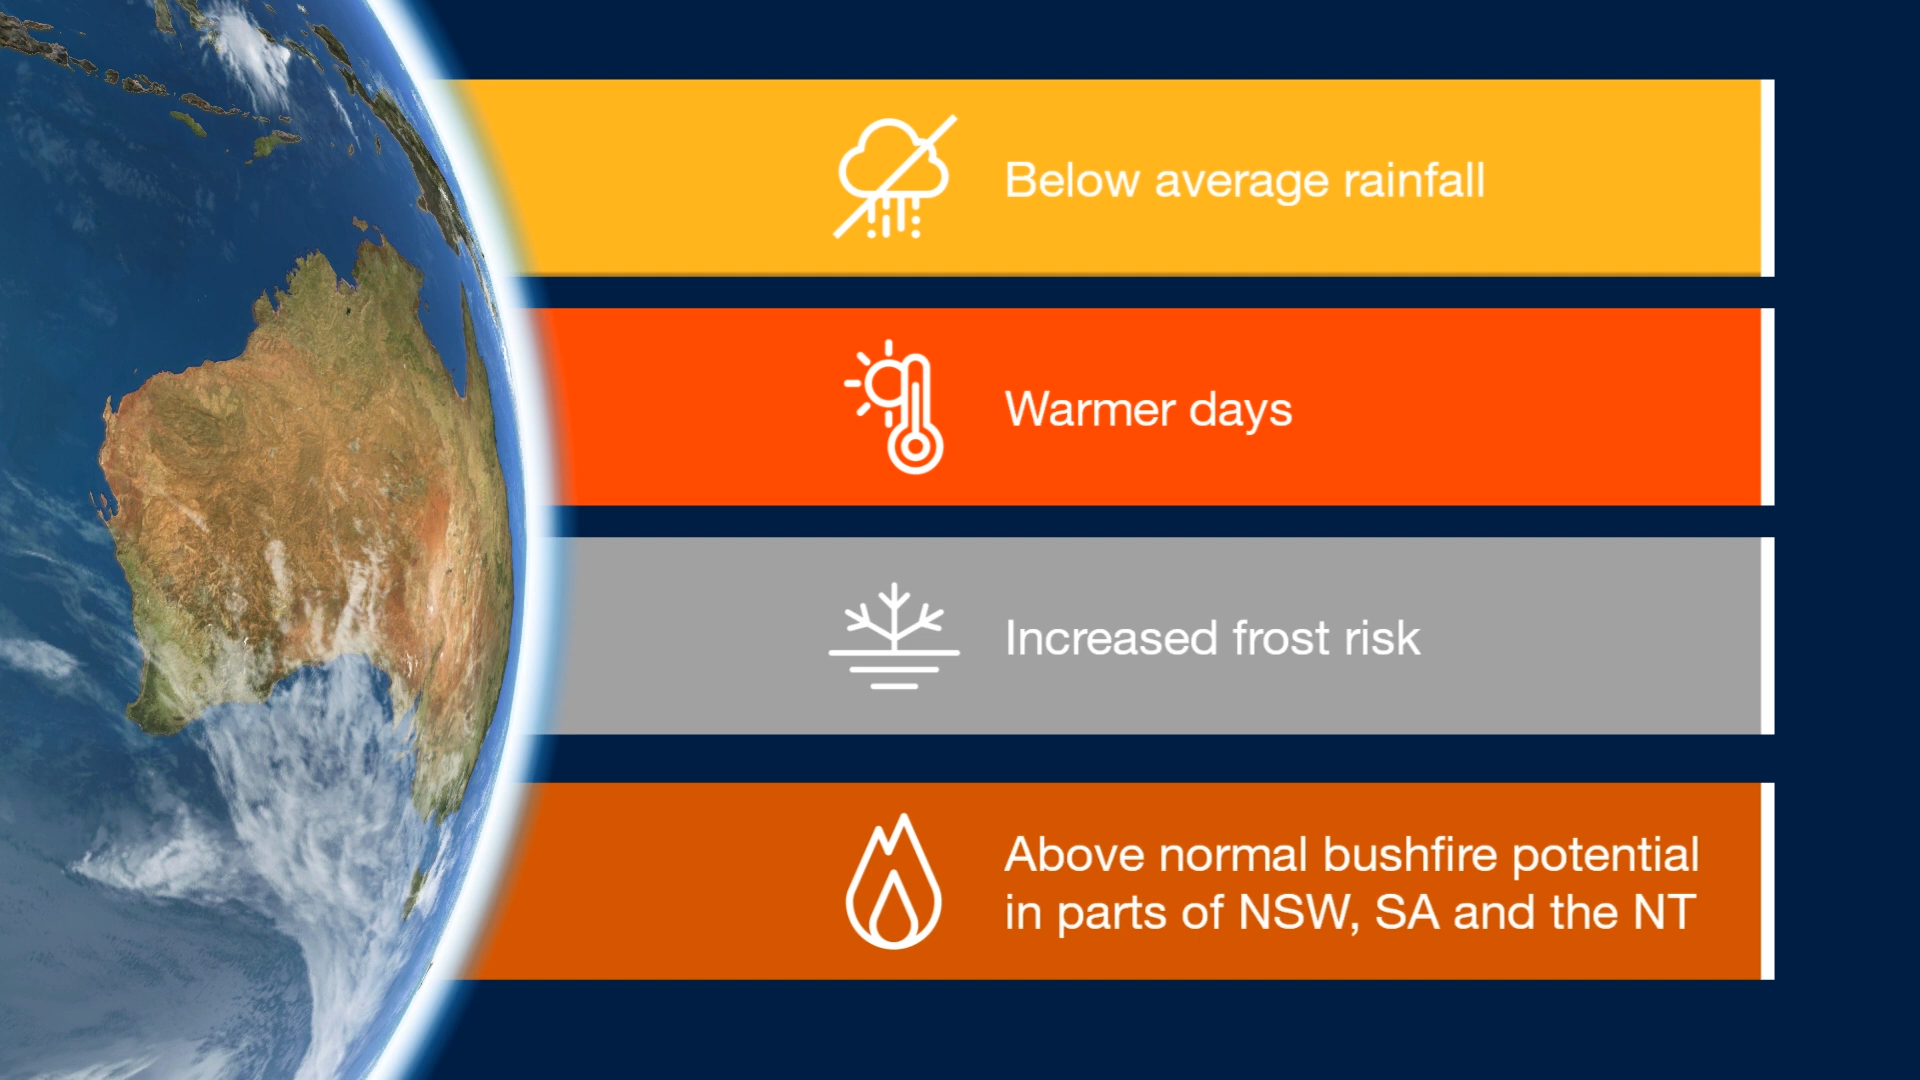 Below average rainfall
Warmer days
Increased frost risk
Above normal bushfire potential
in parts of NSW, SA and the NT